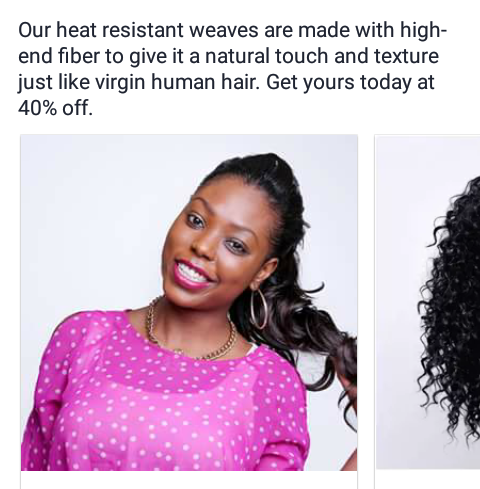 Our heat resistant weaves are made with high-
end fiber to give it a natural touch and texture
just like virgin human hair. Get yours today at
40% off.